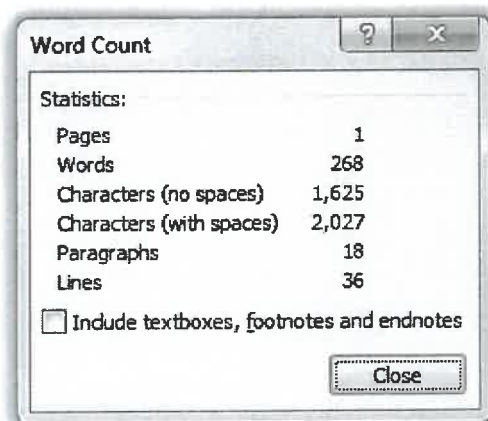 Word Count
Statistics:
Pages 1
Words 268
Characters (no spaces) 1,625
Characters (with spaces) 2,027
Paragraphs 18
Lines 36
Include textboxes, footnotes and endnotes
Close